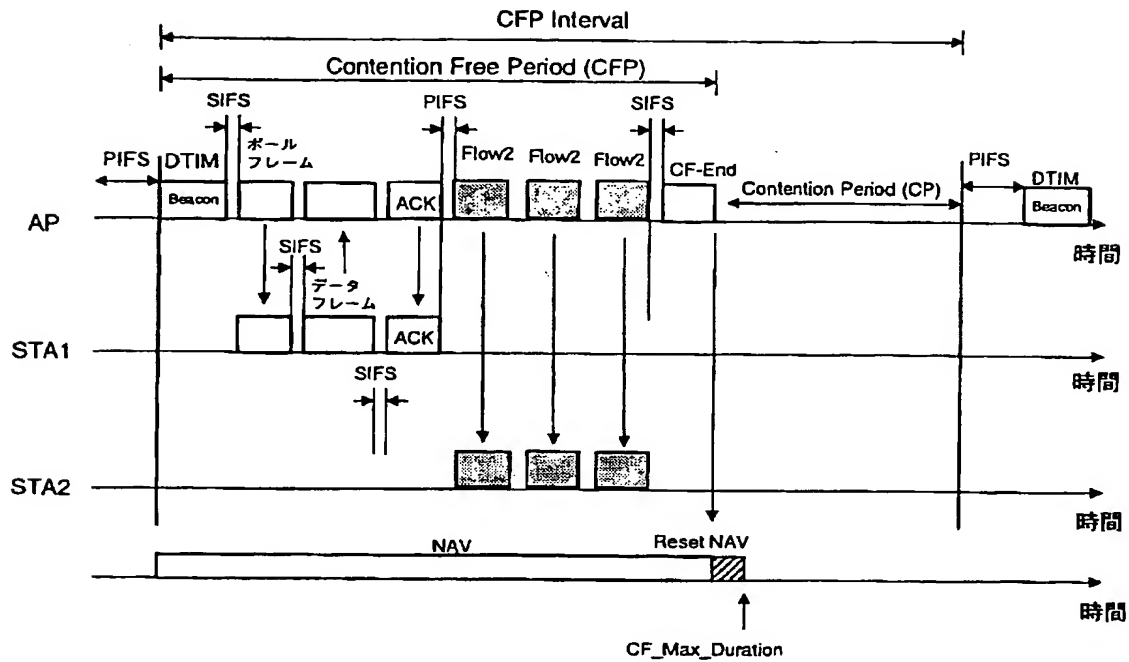 CFP Interval
Contention Free Period (CFP)
SIFS
PIFS
SIFS
ポール
フレーム
PIFS
DTIM
Flow2
Flow2
Flow2
CF-End
Contention Period (CP)
PIFS
DTIM
Beacon
ACK
Beacon
AP
時間
SIFS
データ
フレーム
ACK
STA1
時間
SIFS
STA2
時間
NAV
Reset NAV
時間
CF_Max_Duration